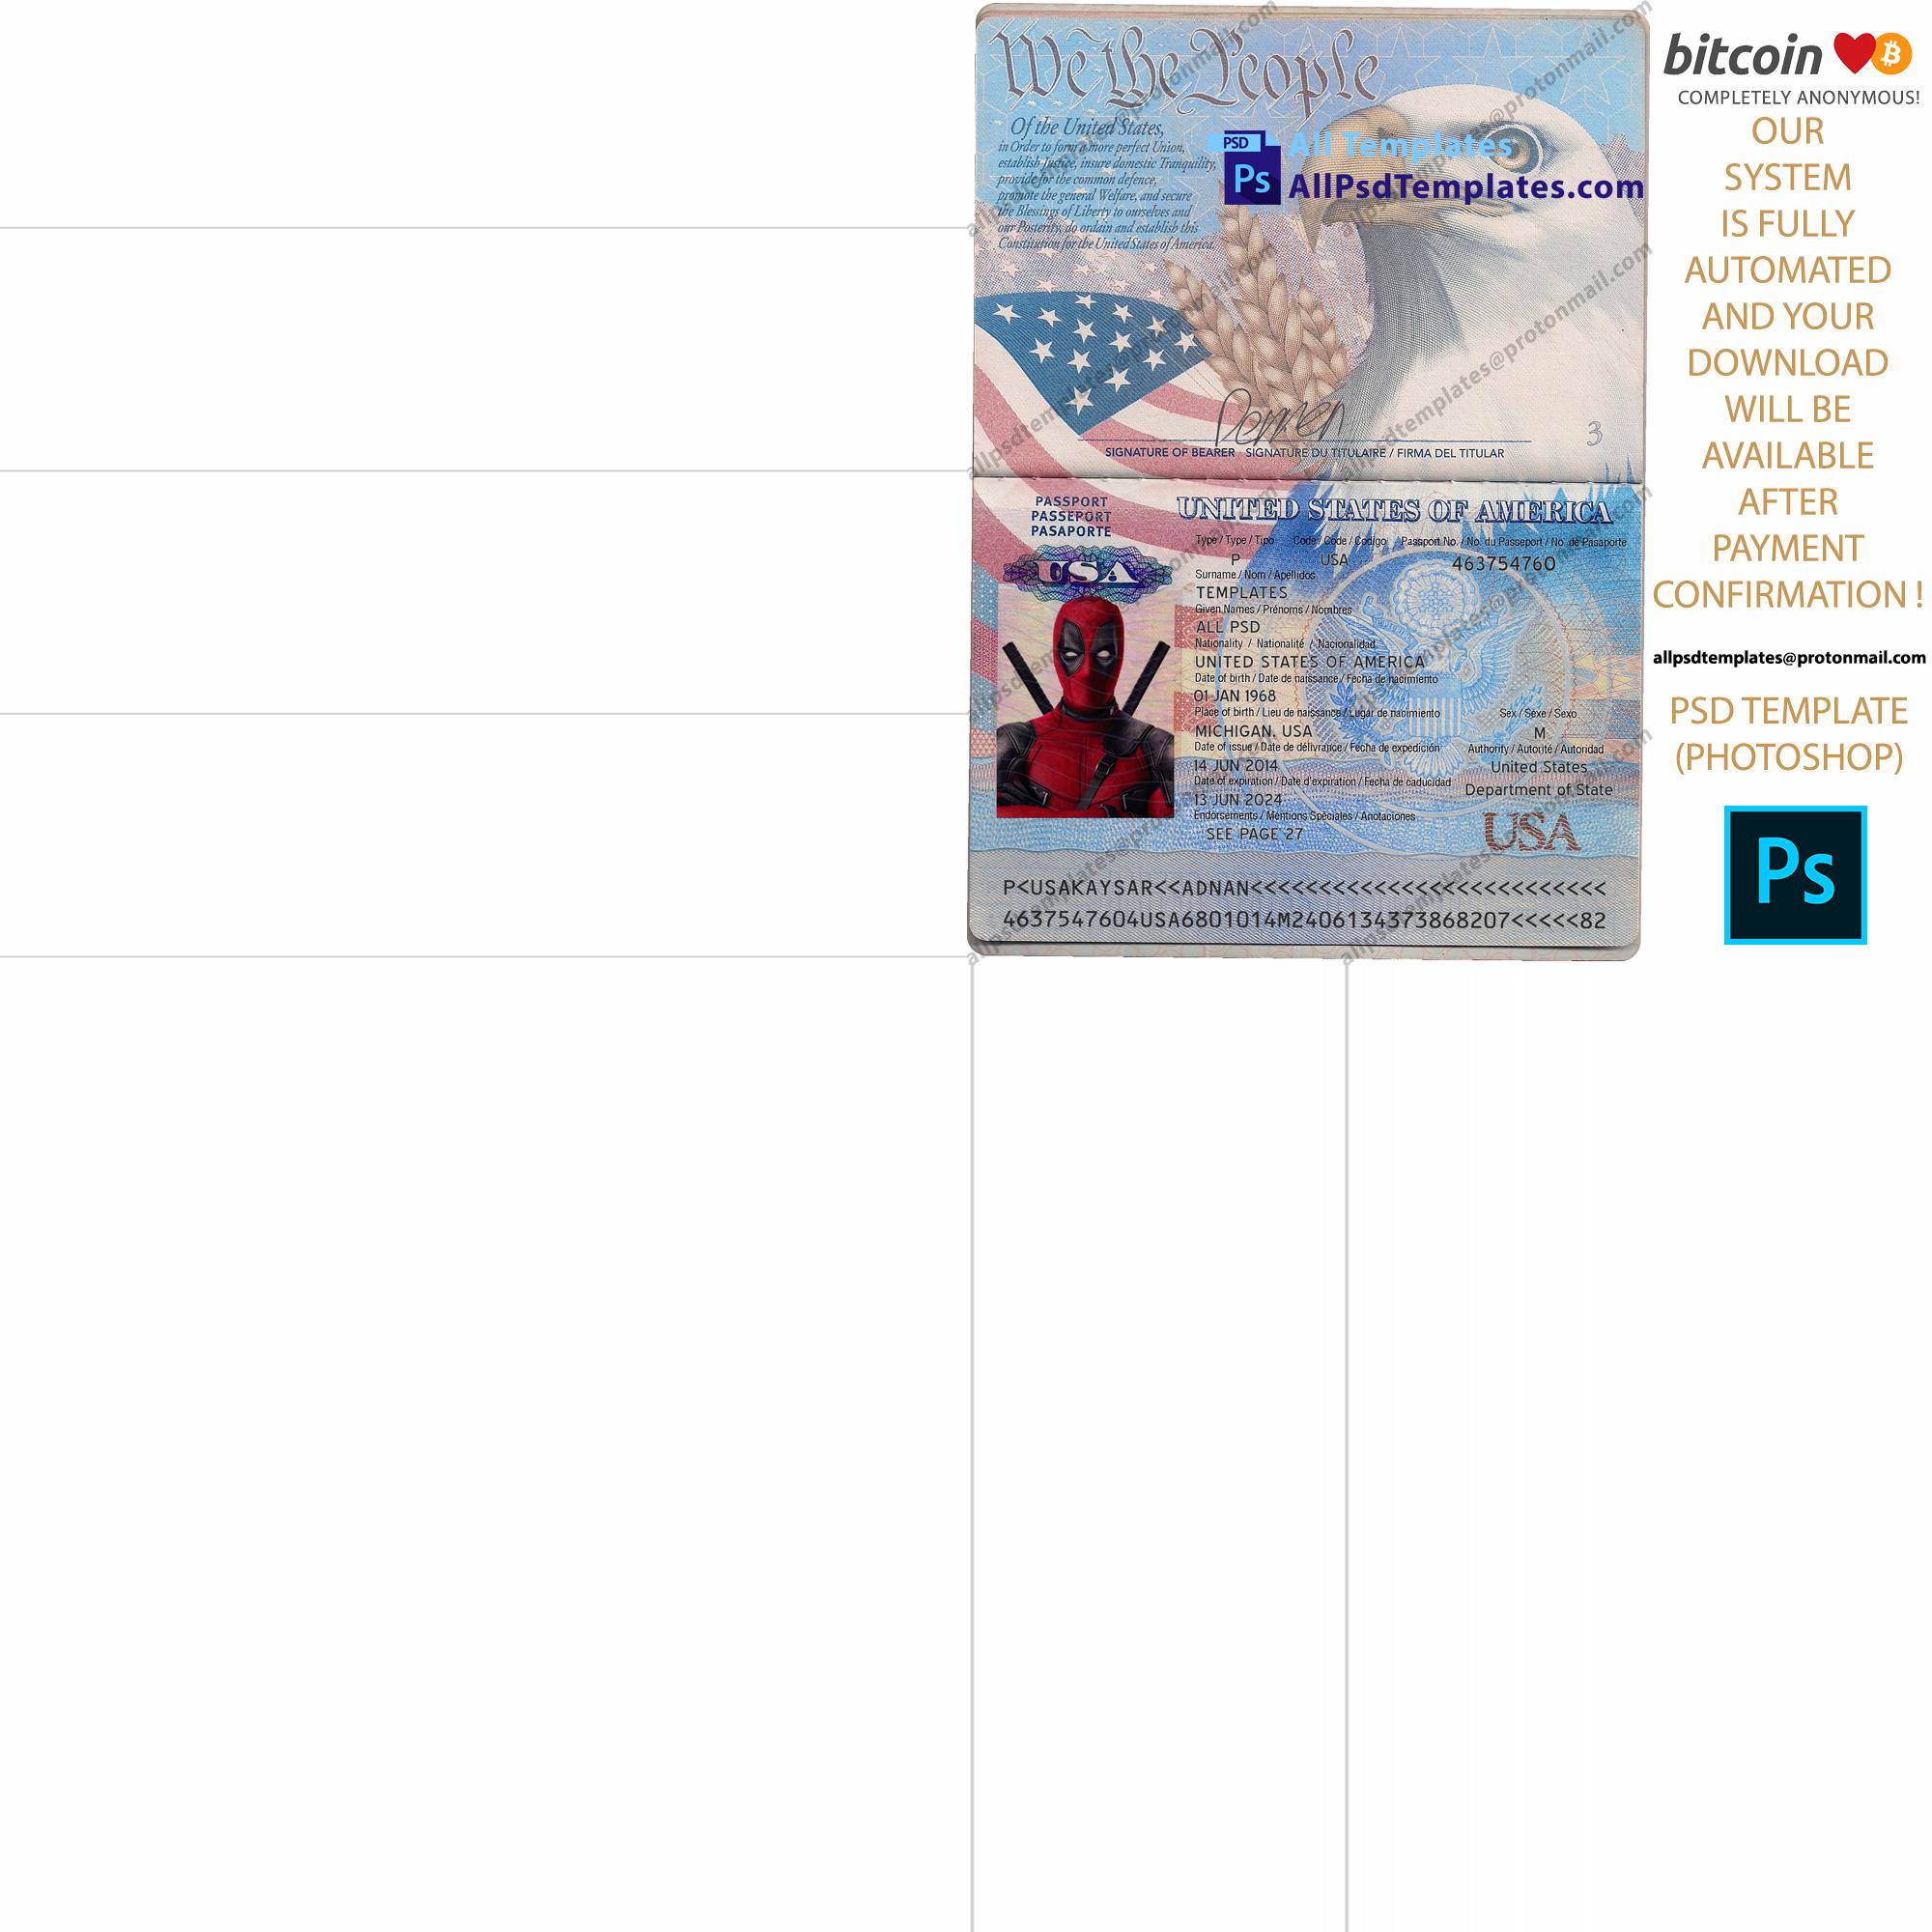 We the People
Of the United States,
in Order to form a more perfect Union,
establish Justice, insure domestic Tranquility,
provide for the common defence,
promote the general Welfare, and secure
the Blessings of Liberty to ourselves and
our Posterity, do ordain and establish this
Constitution for the United States of America.
PSD
Ps
All Templates
AllPsdTemplates.com
3
SIGNATURE OF BEARER SIGNATURE DU TITULAIRE / FIRMA DEL TITULAR
PASSPORT
PASSEPORT
PASAPORTE
USA
UNITED STATES OF AMERICA
Type / Type / Tipo Code / Code / Codigo Passport No. / No. du Passeport / No. de Pasaporte
P USA 463754760
Surname / Nom / Apellidos
TEMPLATES
Given Names / Prénoms / Nombres
ALL PSD
Nationality / Nationalité / Nacionalidad
UNITED STATES OF AMERICA
Date of birth / Date de naissance / Fecha de nacimiento
01 JAN 1968
Place of birth / Lieu de naissance / Lugar de nacimiento Sex / Sexe / Sexo
MICHIGAN, USA M
Date of issue / Date de délivrance / Fecha de expedición Authority / Autorité / Autoridad
14 JUN 2014 United States
Date of expiration / Date d'expiration / Fecha de caducidad Department of State
13 JUN 2024
Endorsements / Mentions Spéciales / Anotaciones
SEE PAGE 27
USA
P<USAKAYSAR<<ADNAN<<<<<<<<<<<<<<<<<<<<<<<<<<
4637547604USA6801014M2406134373868207<<<<<82
allpsdtemplates@protonmail.com
bitcoin
COMPLETELY ANONYMOUS!
OUR
SYSTEM
IS FULLY
AUTOMATED
AND YOUR
DOWNLOAD
WILL BE
AVAILABLE
AFTER
PAYMENT
CONFIRMATION !
allpsdtemplates@protonmail.com
PSD TEMPLATE
(PHOTOSHOP)
Ps